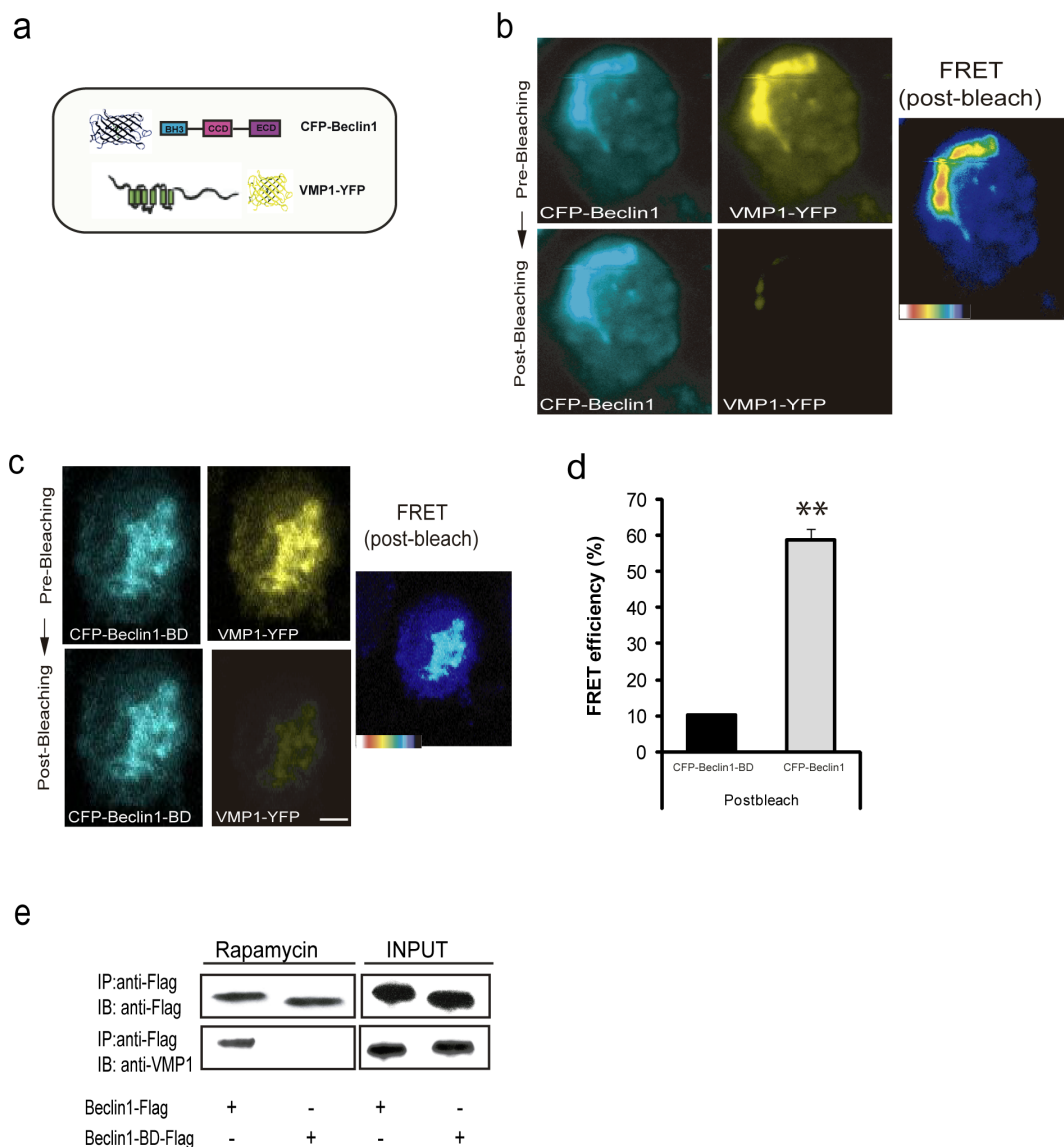 a
BH3 CCD ECD CFP-Beclin1
VMP1-YFP
b
Pre-Bleaching
Post-Bleaching
CFP-Beclin1
VMP1-YFP
CFP-Beclin1
VMP1-YFP
FRET
(post-bleach)
c
Pre-Bleaching
Post-Bleaching
CFP-Beclin1-BD
VMP1-YFP
CFP-Beclin1-BD
VMP1-YFP
FRET
(post-bleach)
d
FRET efficiency (%)
70
60
50
40
30
20
10
0
**
CFP-Beclin1-BD
CFP-Beclin1
Postbleach
e
Rapamycin INPUT
IP:anti-Flag
IB: anti-Flag
IP:anti-Flag
IB: anti-VMP1
Beclin1-Flag + - + -
Beclin1-BD-Flag - + - +